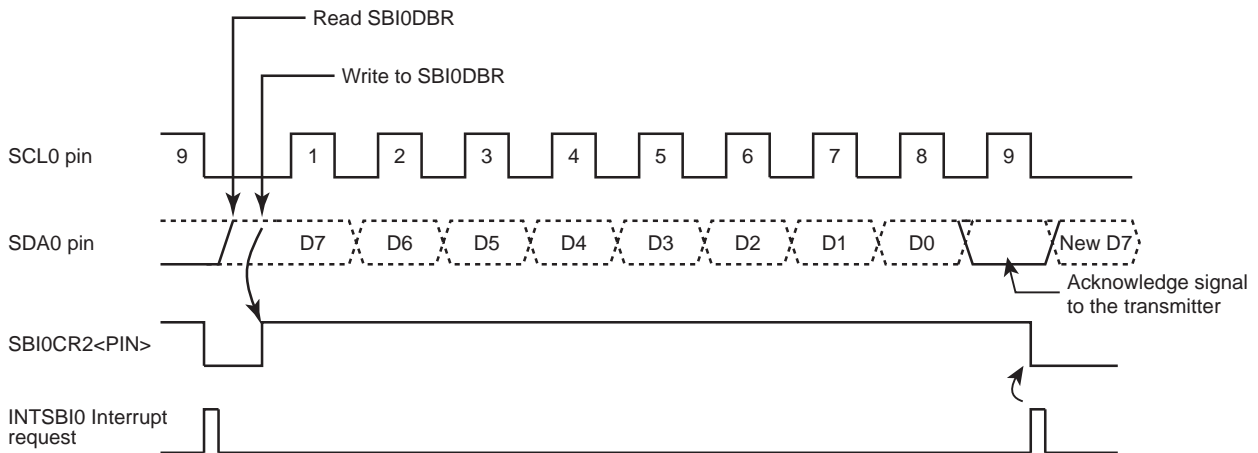 Read SBI0DBR
Write to SBI0DBR
SCL0 pin
9 1 2 3 4 5 6 7 8 9
SDA0 pin
D7 D6 D5 D4 D3 D2 D1 D0 New D7
Acknowledge signal
to the transmitter
SBI0CR2<PIN>
INTSBI0 Interrupt
request